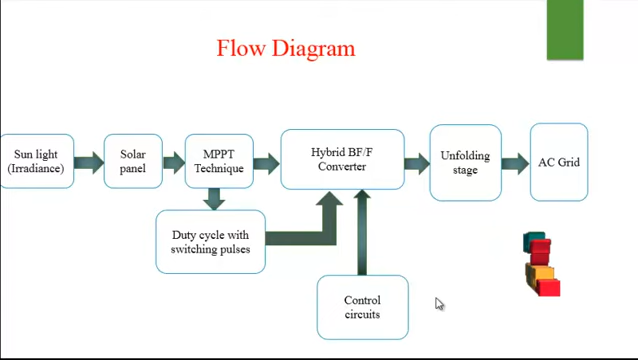 Flow Diagram
Sun light
(Irradiance)
Solar
panel
MPPT
Technique
Hybrid BF/F
Converter
Unfolding
stage
AC Grid
Duty cycle with
switching pulses
Control
circuits